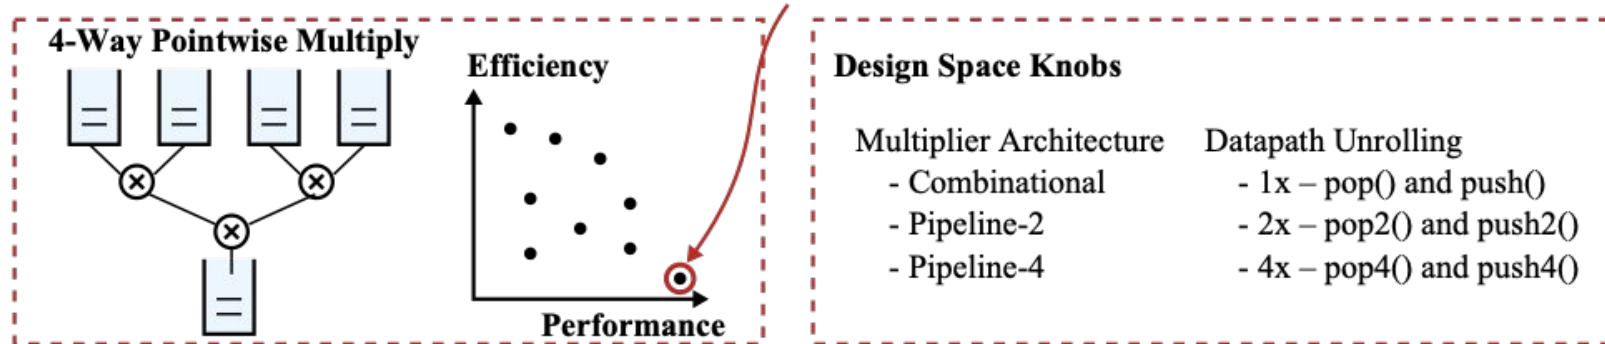 4-Way Pointwise Multiply
Efficiency
Performance
Design Space Knobs
Multiplier Architecture
- Combinational
- Pipeline-2
- Pipeline-4
Datapath Unrolling
- 1x – pop() and push()
- 2x – pop2() and push2()
- 4x – pop4() and push4()